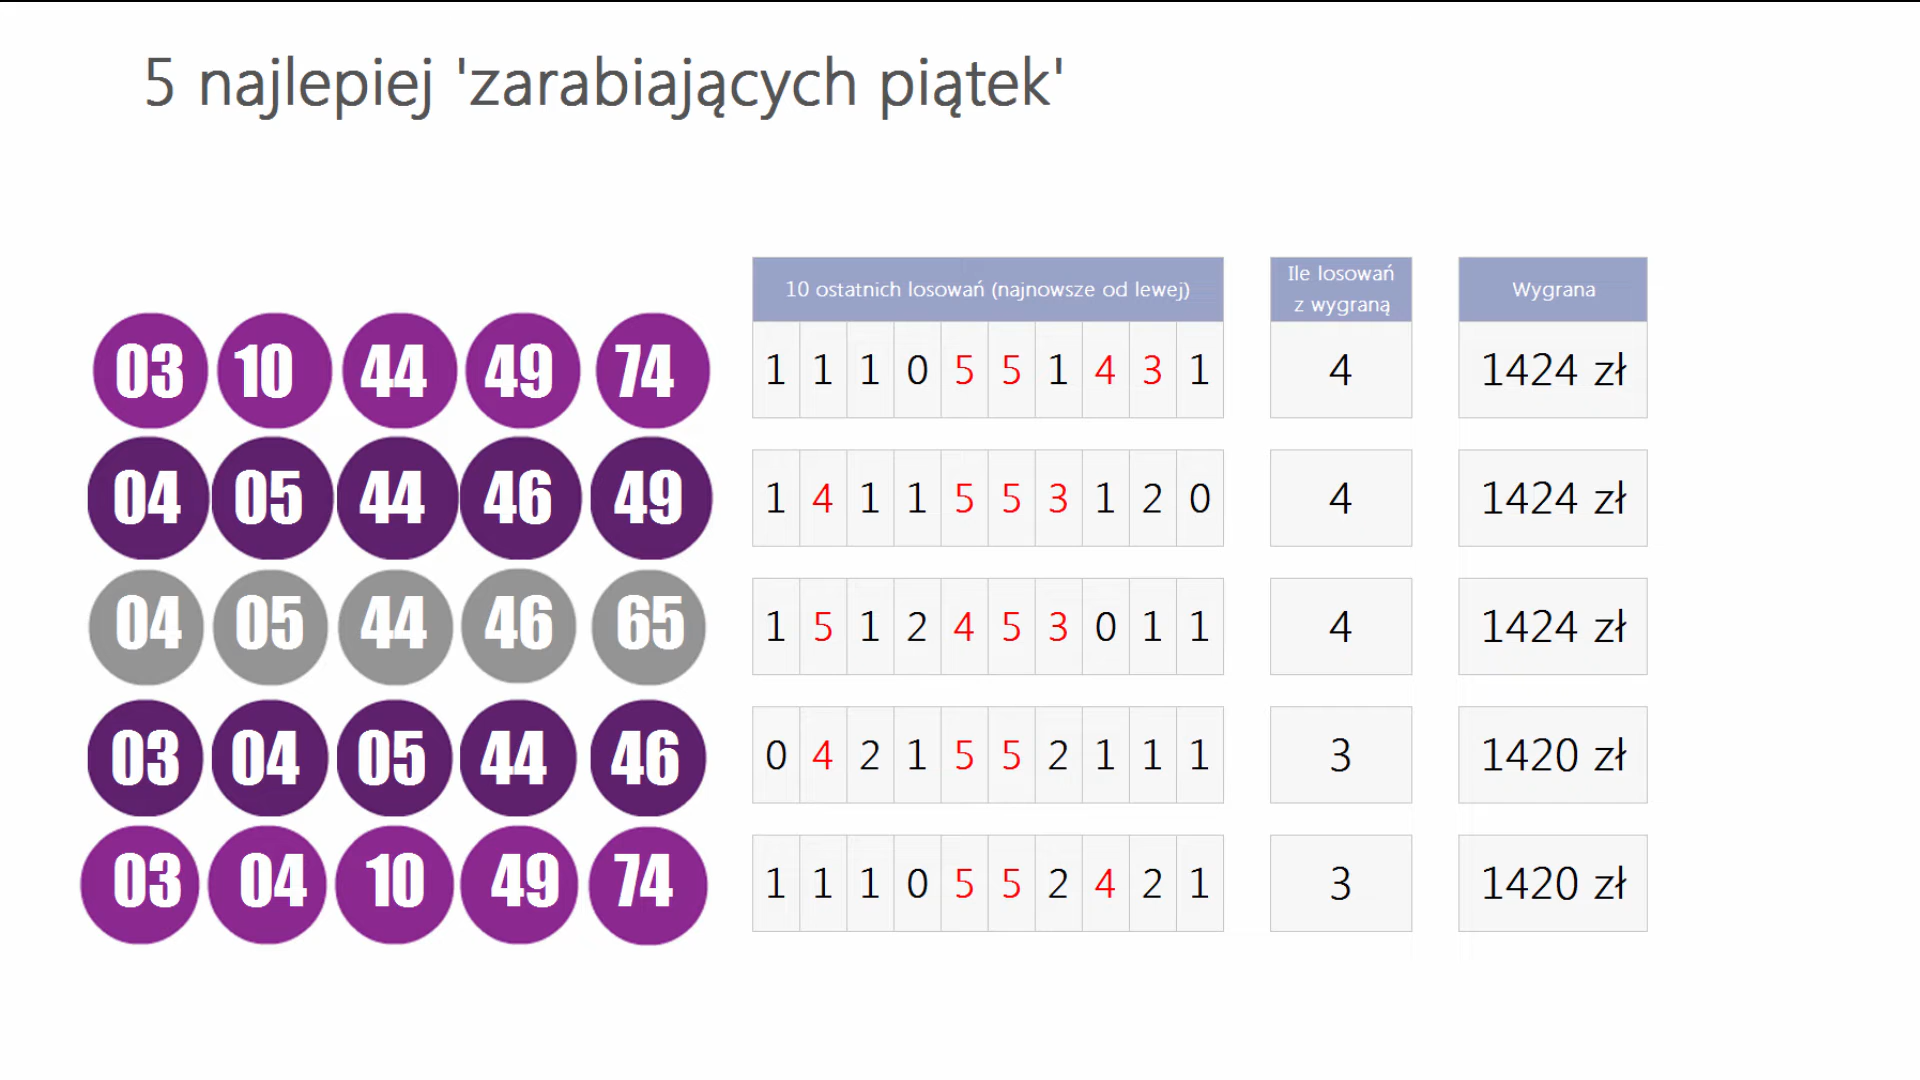 5 najlepiej 'zarabiających piątek'
10 ostatnich losowań (najnowsze od lewej)
Ile losowań
z wygraną
Wygrana
03 10 44 49 74 1 1 1 0 5 5 1 4 3 1 4 1424 zł
04 05 44 46 49 1 4 1 1 5 5 3 1 2 0 4 1424 zł
04 05 44 46 65 1 5 1 2 4 5 3 0 1 1 4 1424 zł
03 04 05 44 46 0 4 2 1 5 5 2 1 1 1 3 1420 zł
03 04 10 49 74 1 1 1 0 5 5 2 4 2 1 3 1420 zł